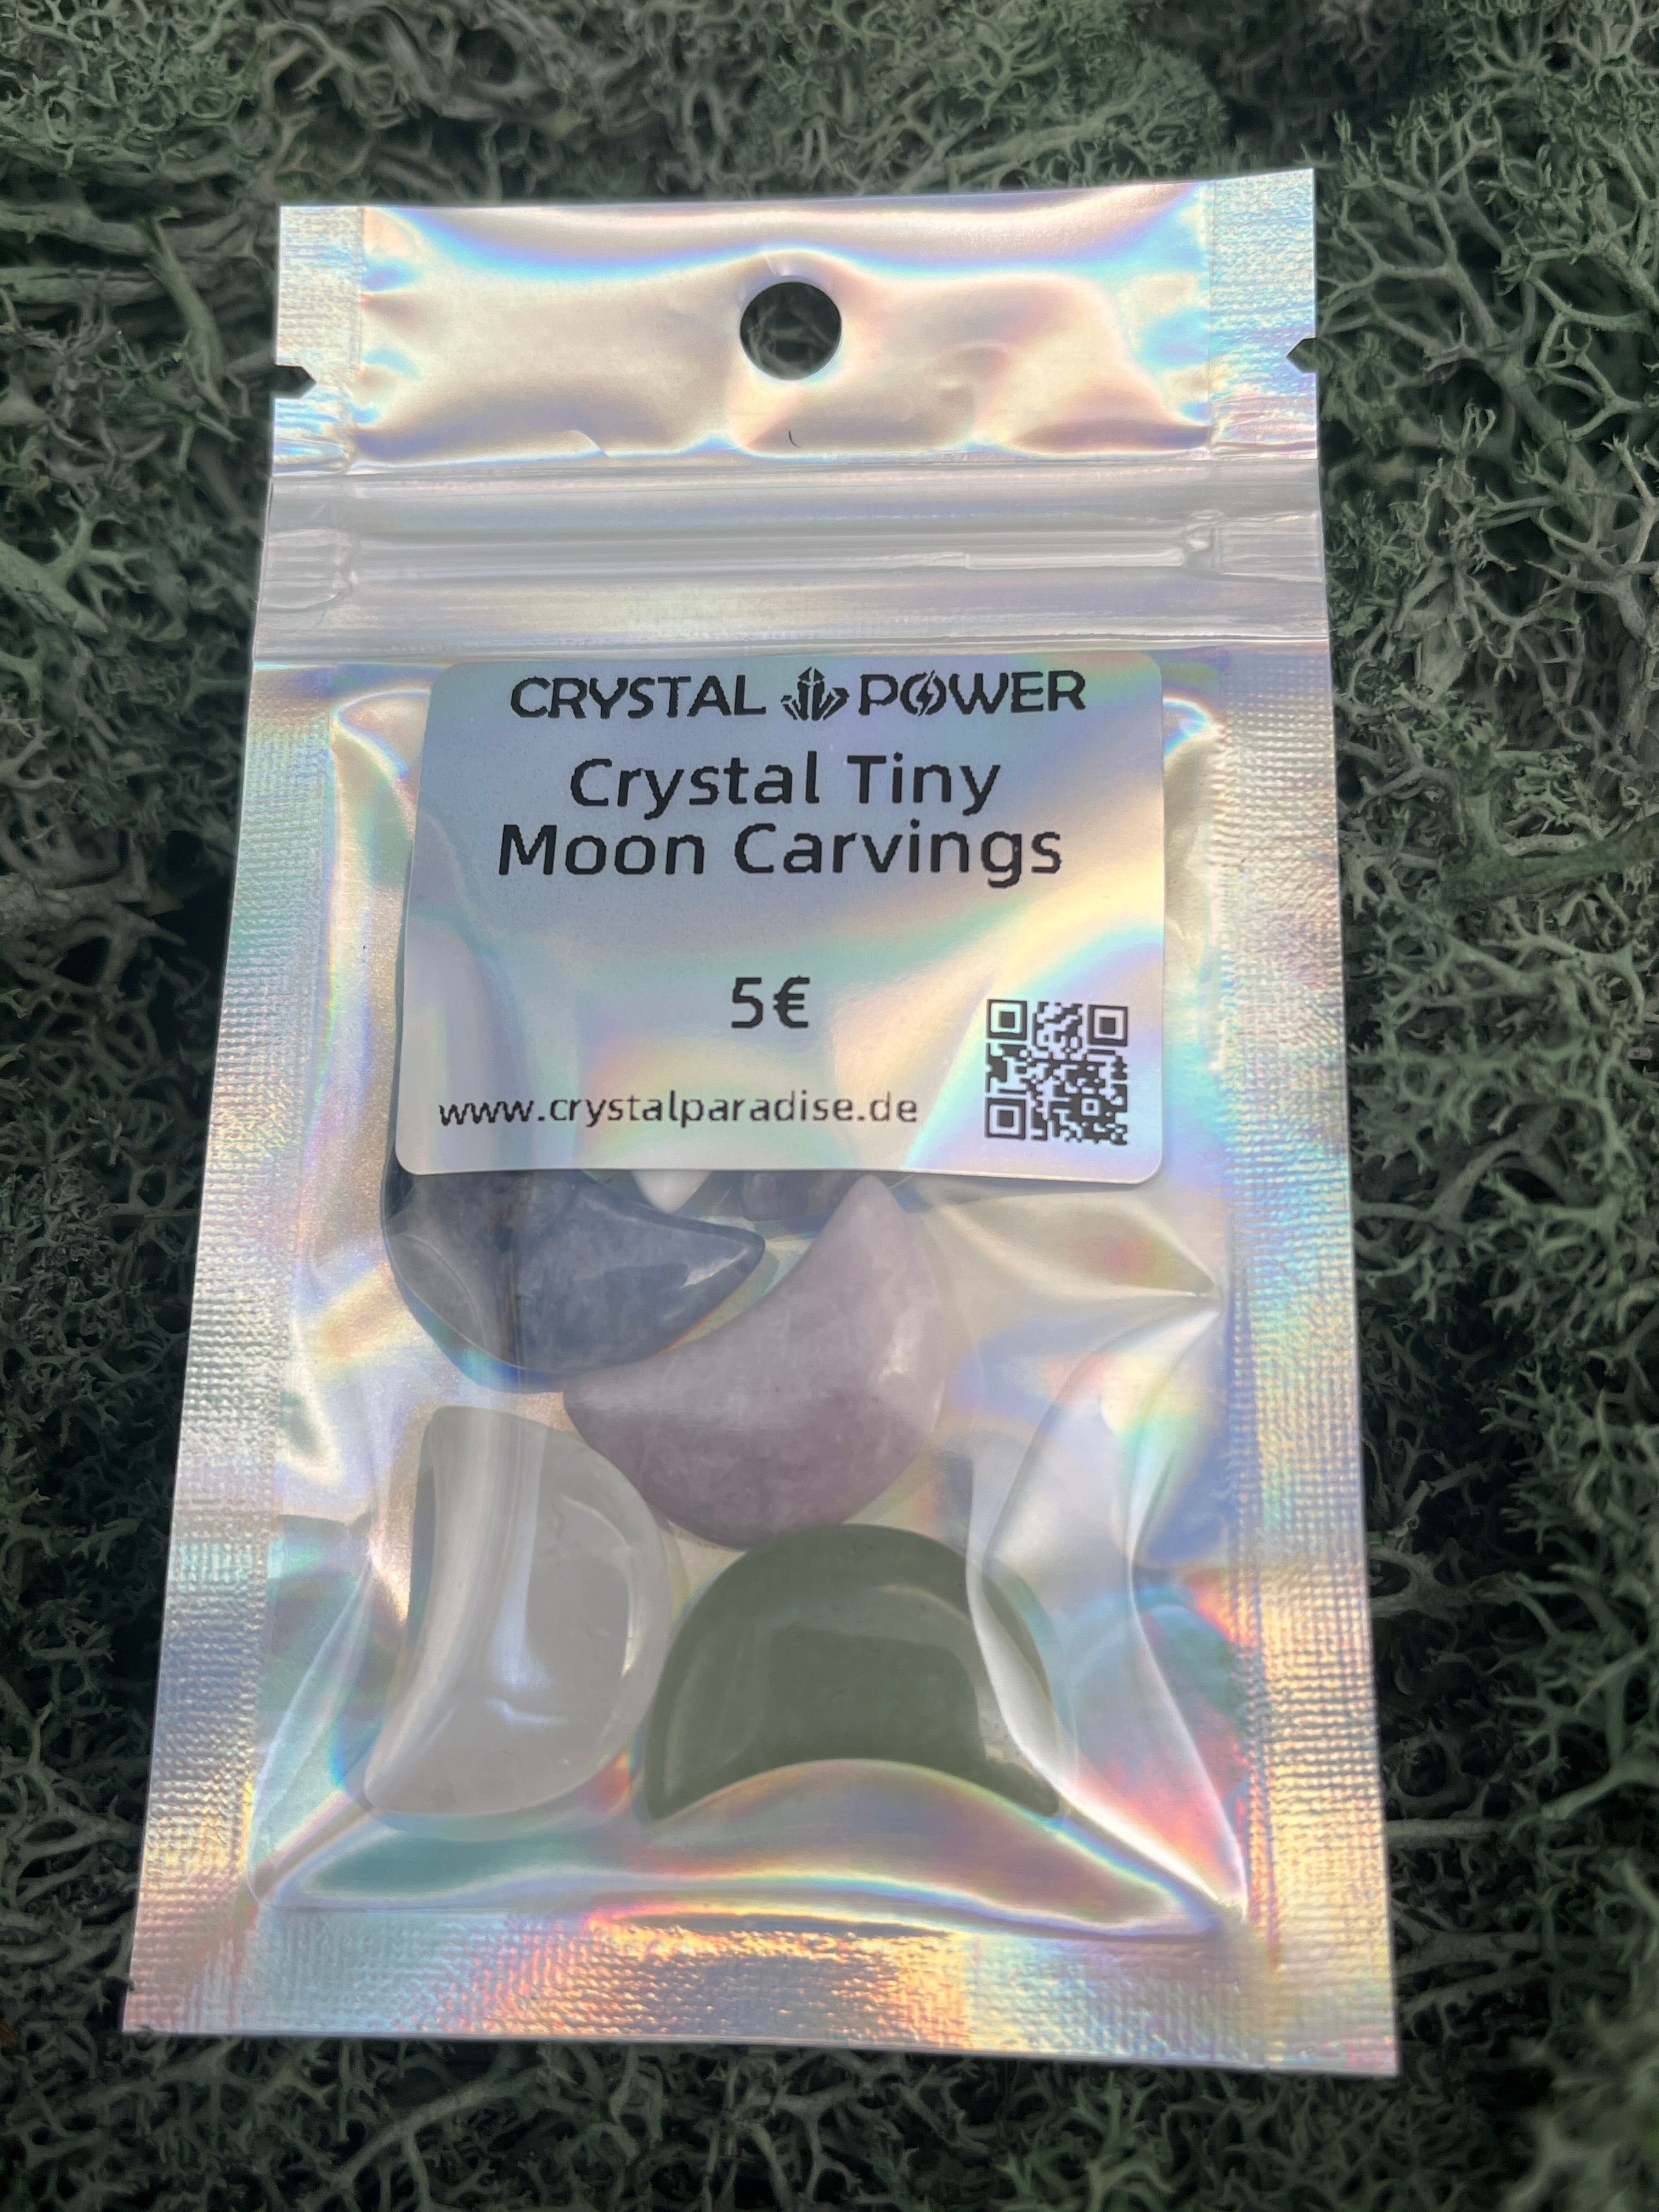 CRYSTAL POWER
Crystal Tiny
Moon Carvings
5€
www.crystalparadise.de